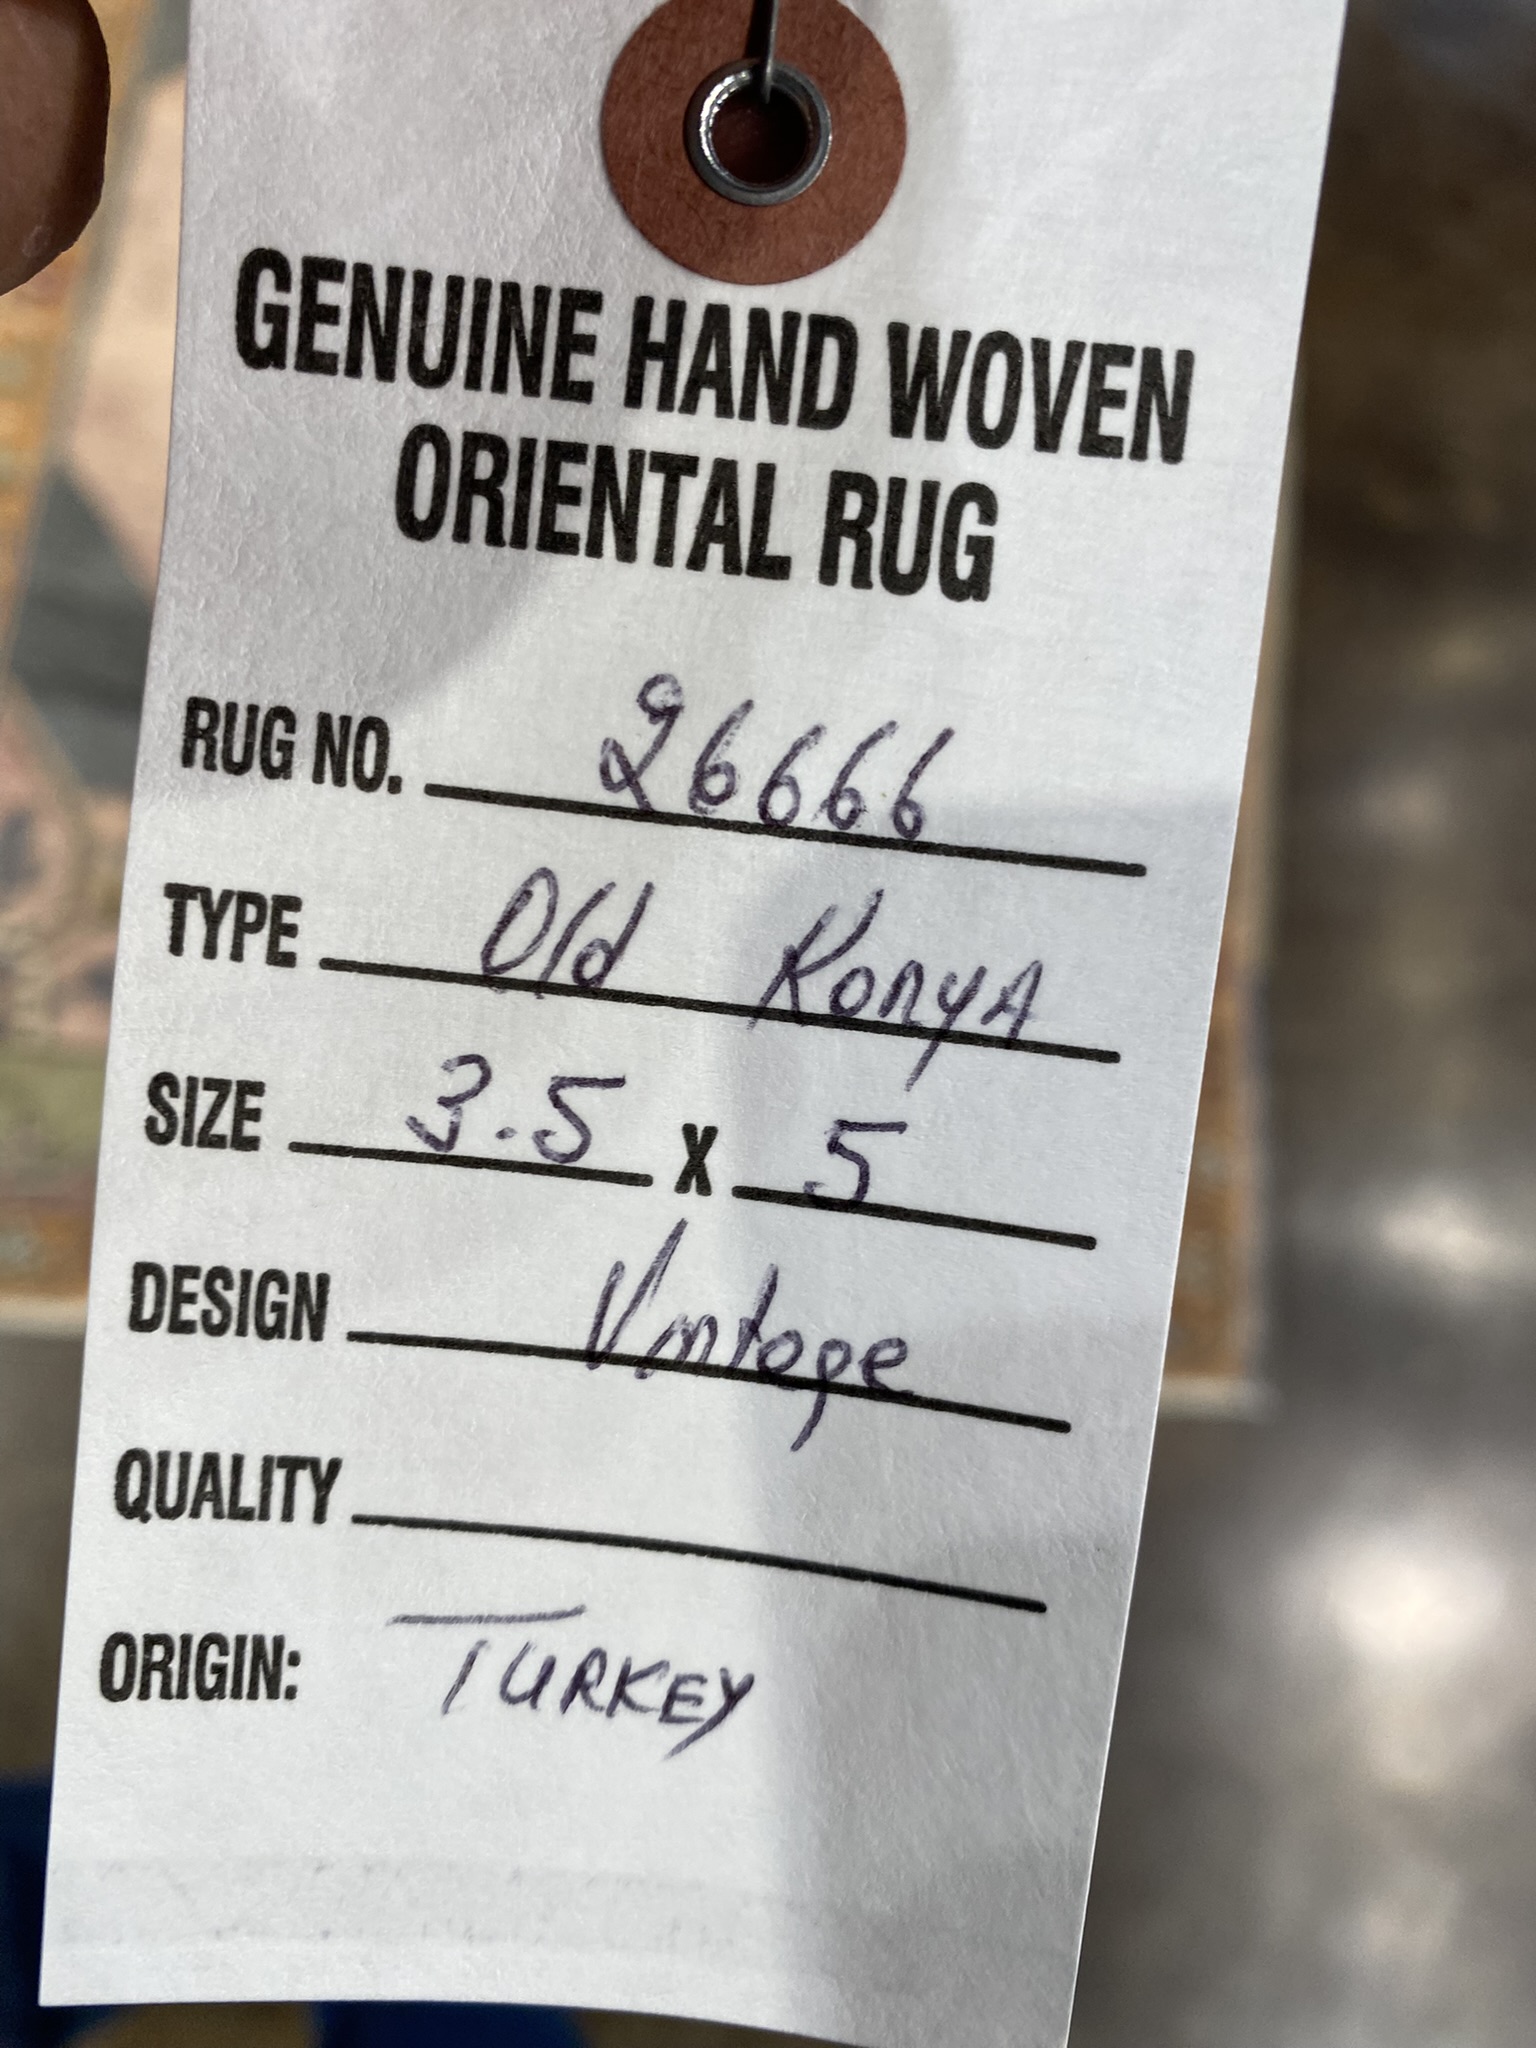 GENUINE HAND WOVEN
ORIENTAL RUG
RUG NO. 26666
TYPE Old KonyA
SIZE 3.5 X 5
DESIGN Vintage
QUALITY
ORIGIN: TURKEY